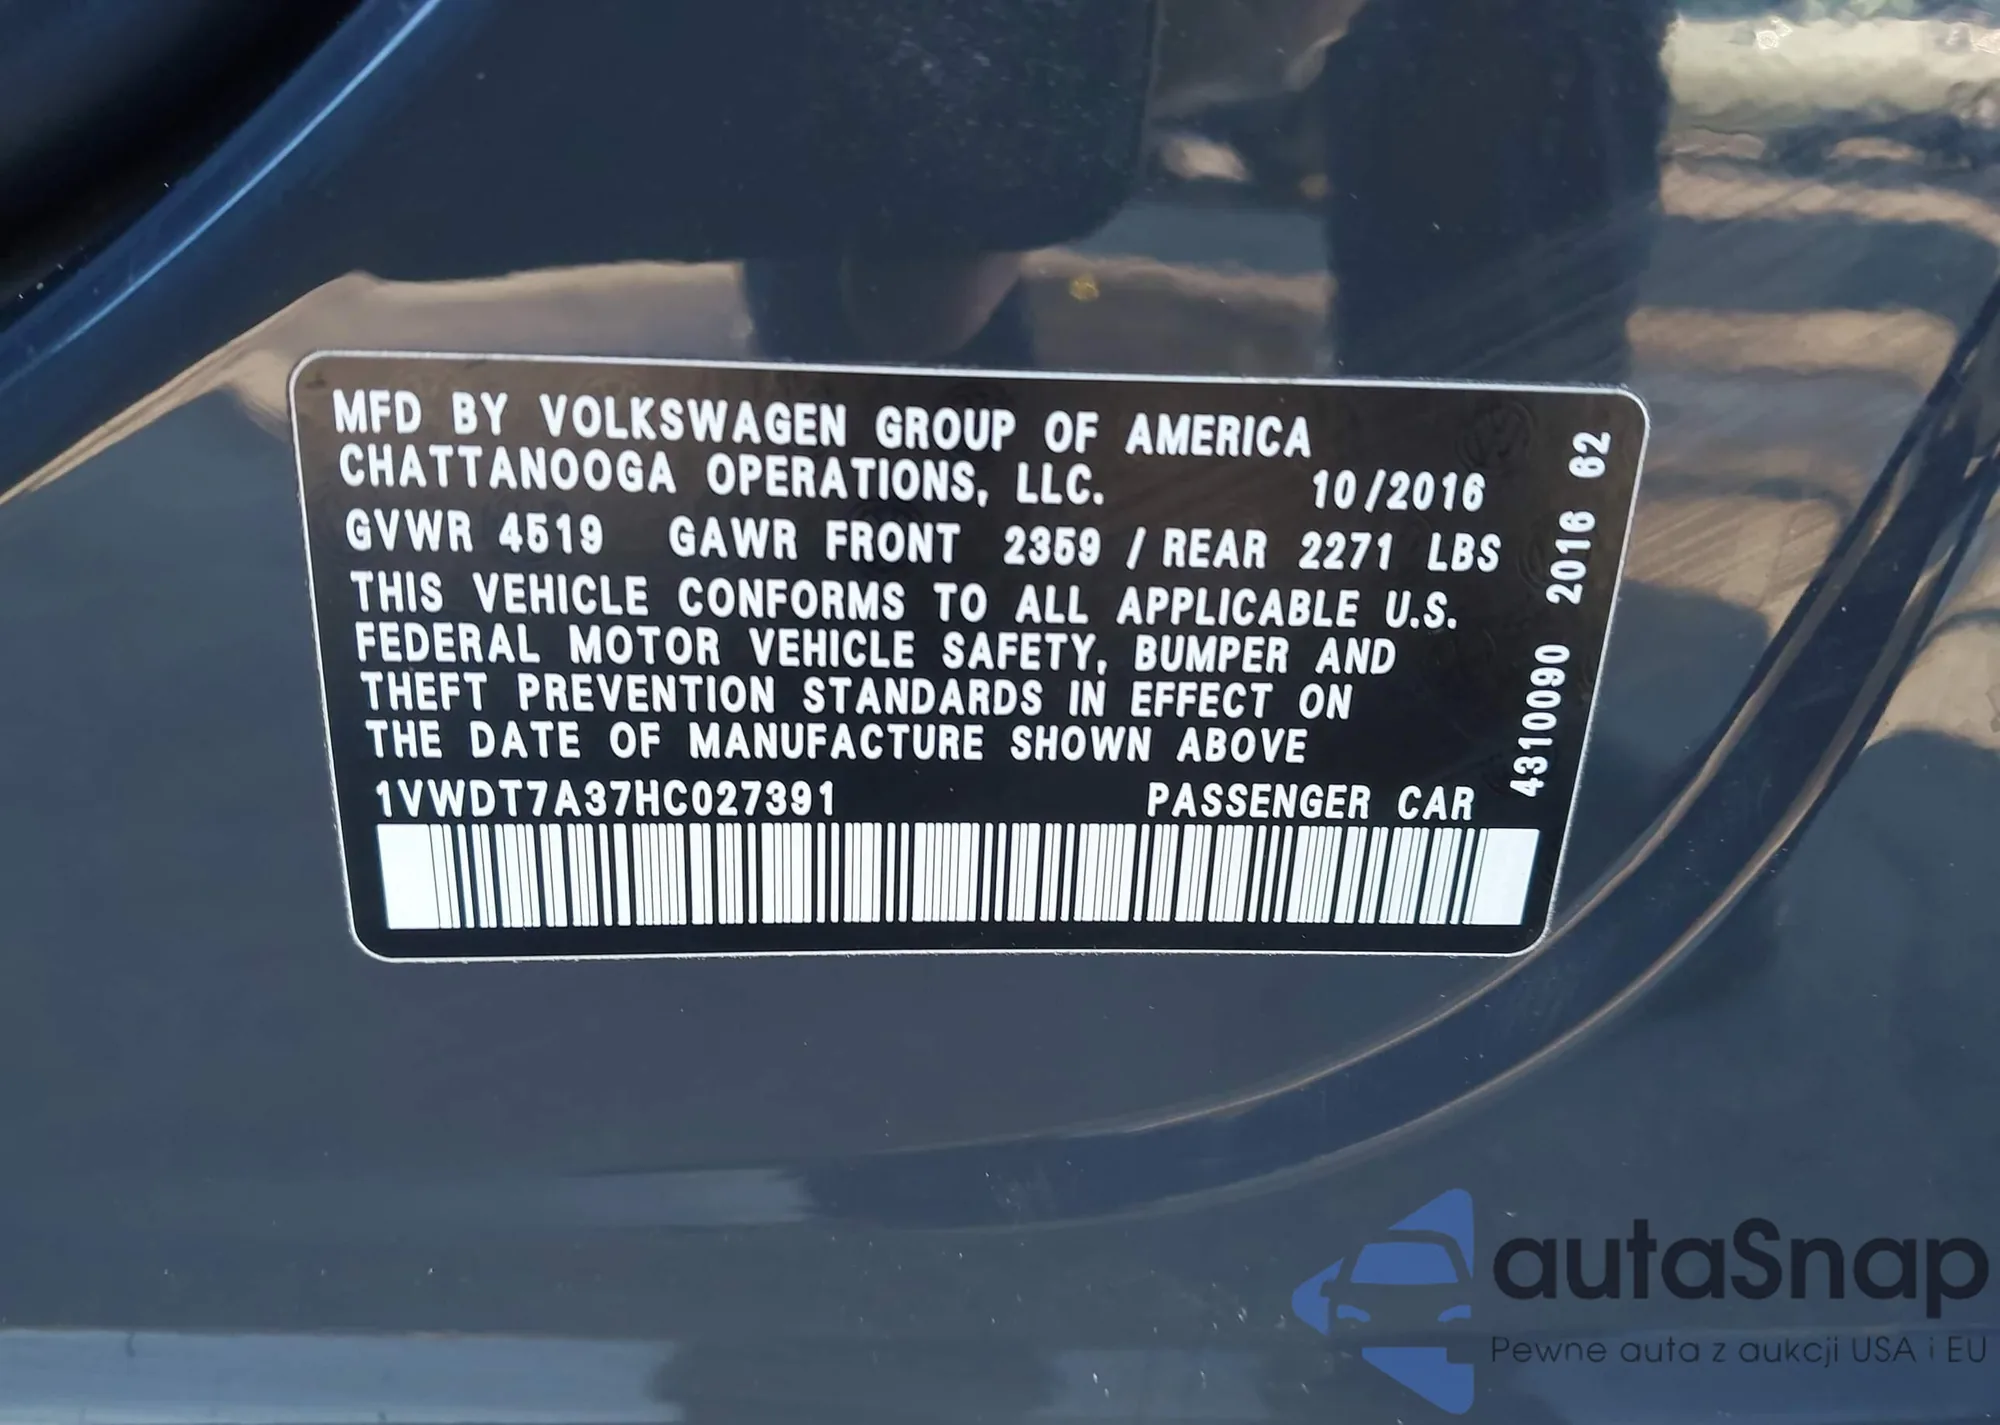 MFD BY VOLKSWAGEN GROUP OF AMERICA
CHATTANOOGA OPERATIONS, LLC. 10/2016
GVWR 4519 GAWR FRONT 2359 / REAR 2271 LBS
THIS VEHICLE CONFORMS TO ALL APPLICABLE U.S.
FEDERAL MOTOR VEHICLE SAFETY, BUMPER AND
THEFT PREVENTION STANDARDS IN EFFECT ON
THE DATE OF MANUFACTURE SHOWN ABOVE
1VWDT7A37HC027391 PASSENGER CAR
4310090 2016 62
autaSnap
Pewne auta z aukcji USA i EU